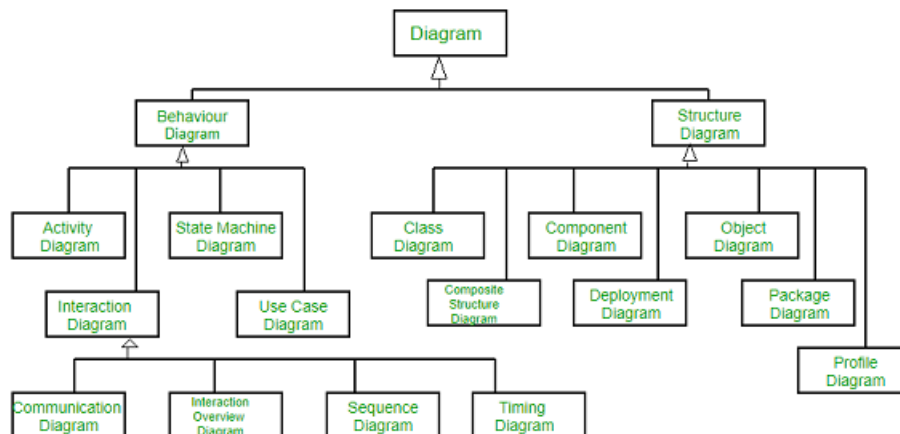 Diagram
Behaviour
Diagram
Structure
Diagram
Activity
Diagram
State Machine
Diagram
Class
Diagram
Component
Diagram
Object
Diagram
Interaction
Diagram
Use Case
Diagram
Composite
Structure
Diagram
Deployment
Diagram
Package
Diagram
Profile
Diagram
Communication
Diagram
Interaction
Overview
Diagram
Sequence
Diagram
Timing
Diagram